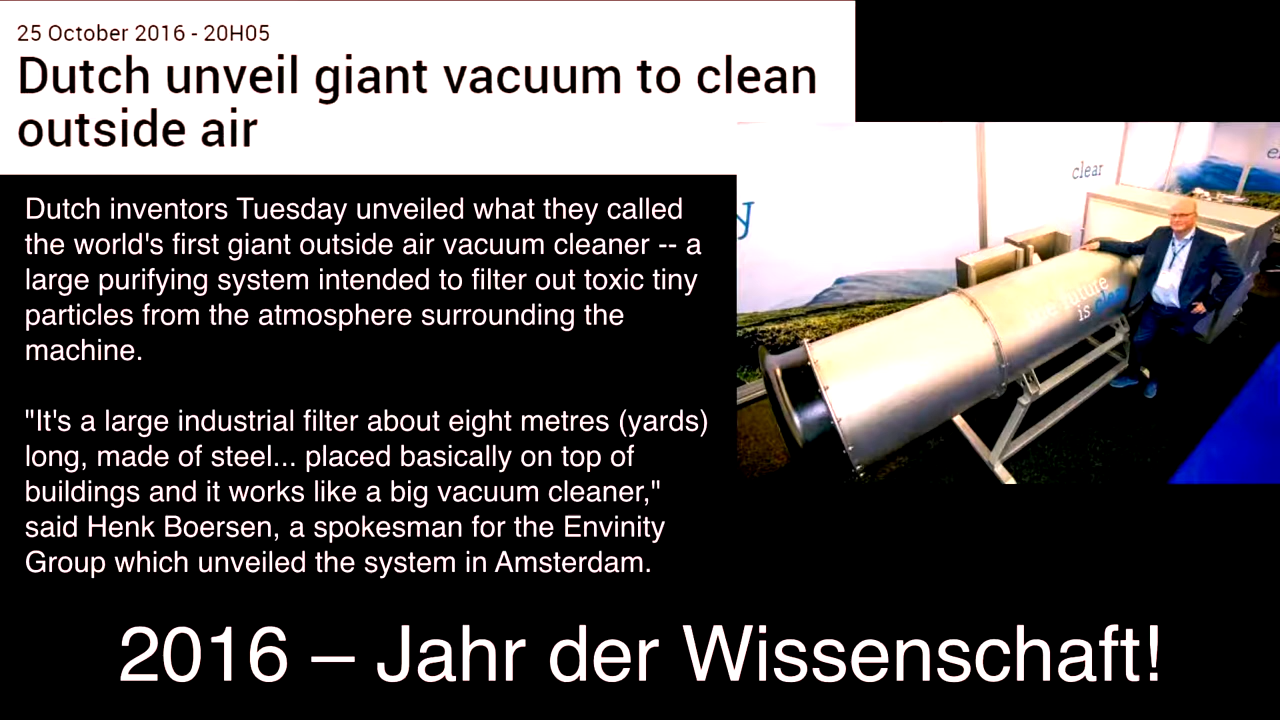 25 October 2016 - 20H05
Dutch unveil giant vacuum to clean
outside air
Dutch inventors Tuesday unveiled what they called
the world's first giant outside air vacuum cleaner -- a
large purifying system intended to filter out toxic tiny
particles from the atmosphere surrounding the
machine.
"It's a large industrial filter about eight metres (yards)
long, made of steel... placed basically on top of
buildings and it works like a big vacuum cleaner,"
said Henk Boersen, a spokesman for the Envinity
Group which unveiled the system in Amsterdam.
clear
y
future
is clear
2016 – Jahr der Wissenschaft!